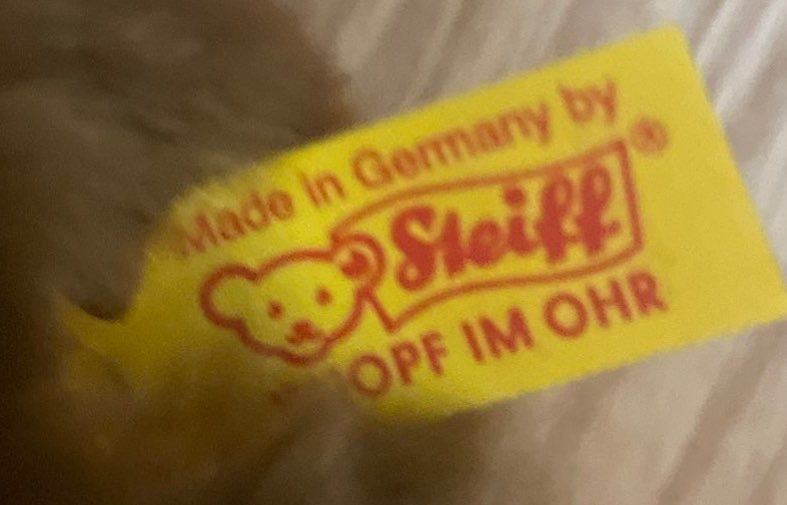 Made in Germany by
Steiff®
OPF IM OHR